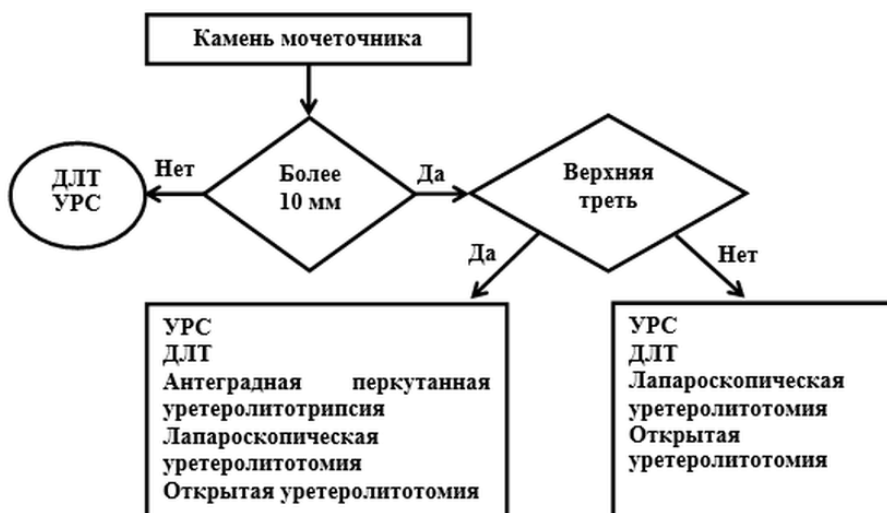 Камень мочеточника
Более
10 мм
Нет
ДЛТ
УРС
Да
Верхняя
треть
Да
Нет
УРС
ДЛТ
Антеградная перкутанная
уретеролитотрипсия
Лапароскопическая
уретеролитотомия
Открытая уретеролитотомия
УРС
ДЛТ
Лапароскопическая
уретеролитотомия
Открытая
уретеролитотомия